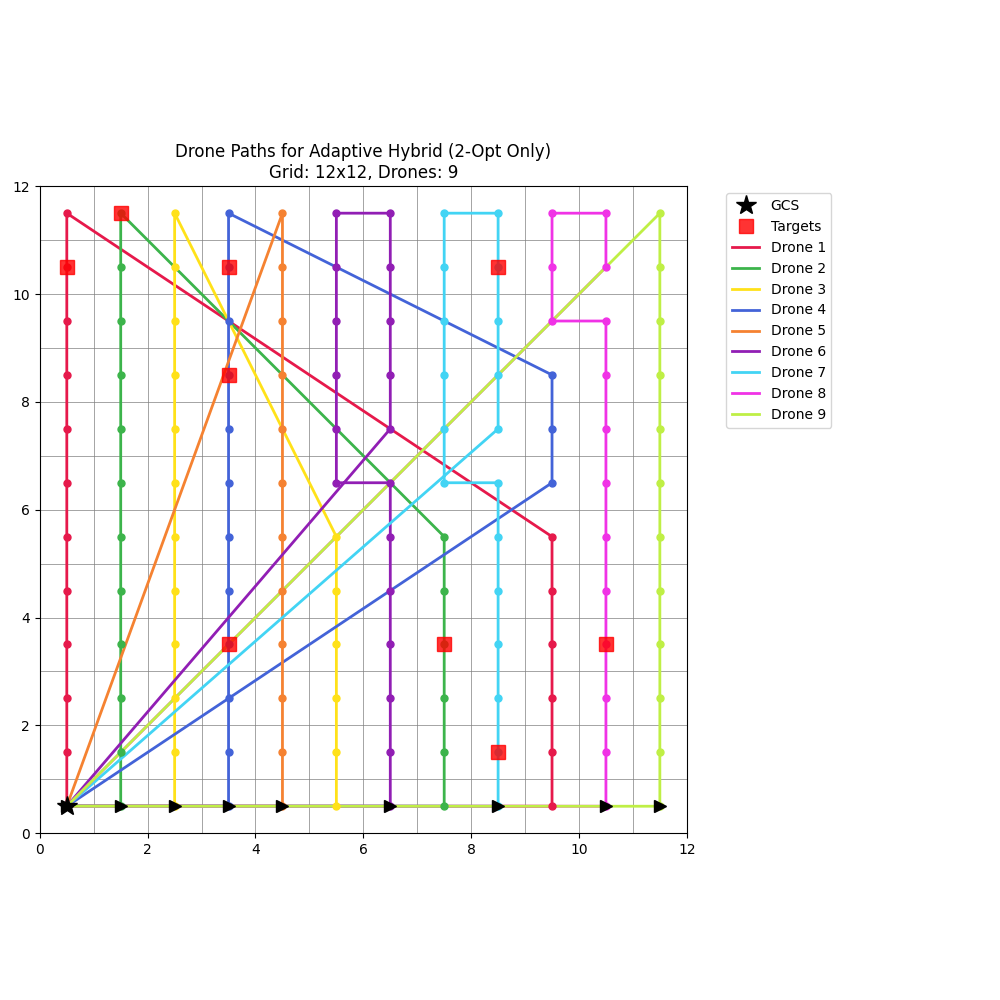 Drone Paths for Adaptive Hybrid (2-Opt Only)
Grid: 12x12, Drones: 9
12
10
8
6
4
2
0
0 2 4 6 8 10 12
GCS
Targets
Drone 1
Drone 2
Drone 3
Drone 4
Drone 5
Drone 6
Drone 7
Drone 8
Drone 9